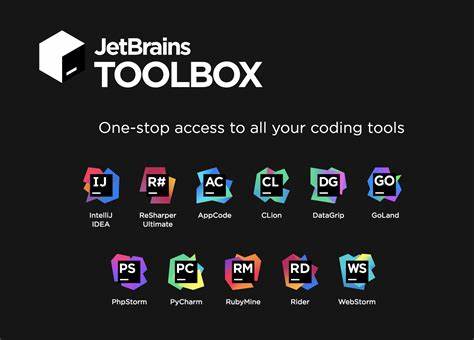 JetBrains
TOOLBOX
One-stop access to all your coding tools
IJ R# AC CL DG GO
IntelliJ IDEA
ReSharper Ultimate
AppCode
CLion
DataGrip
GoLand
PS PC RM RD WS
PhpStorm
PyCharm
RubyMine
Rider
WebStorm